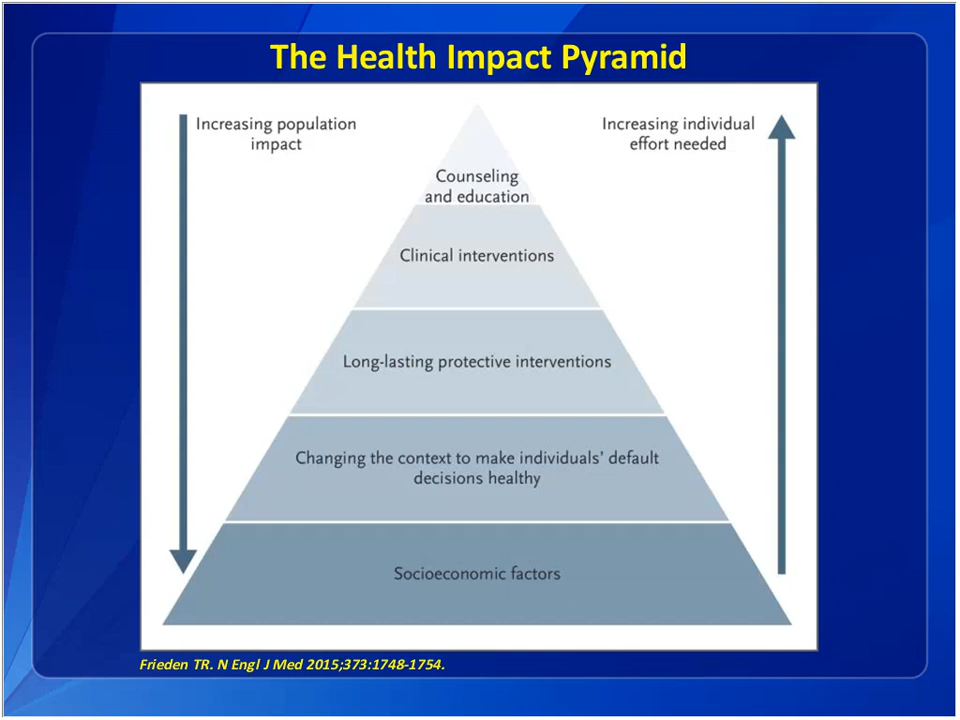 The Health Impact Pyramid
Increasing population
impact
Increasing individual
effort needed
Counseling
and education
Clinical interventions
Long-lasting protective interventions
Changing the context to make individuals’ default
decisions healthy
Socioeconomic factors
Frieden TR. N Engl J Med 2015;373:1748-1754.